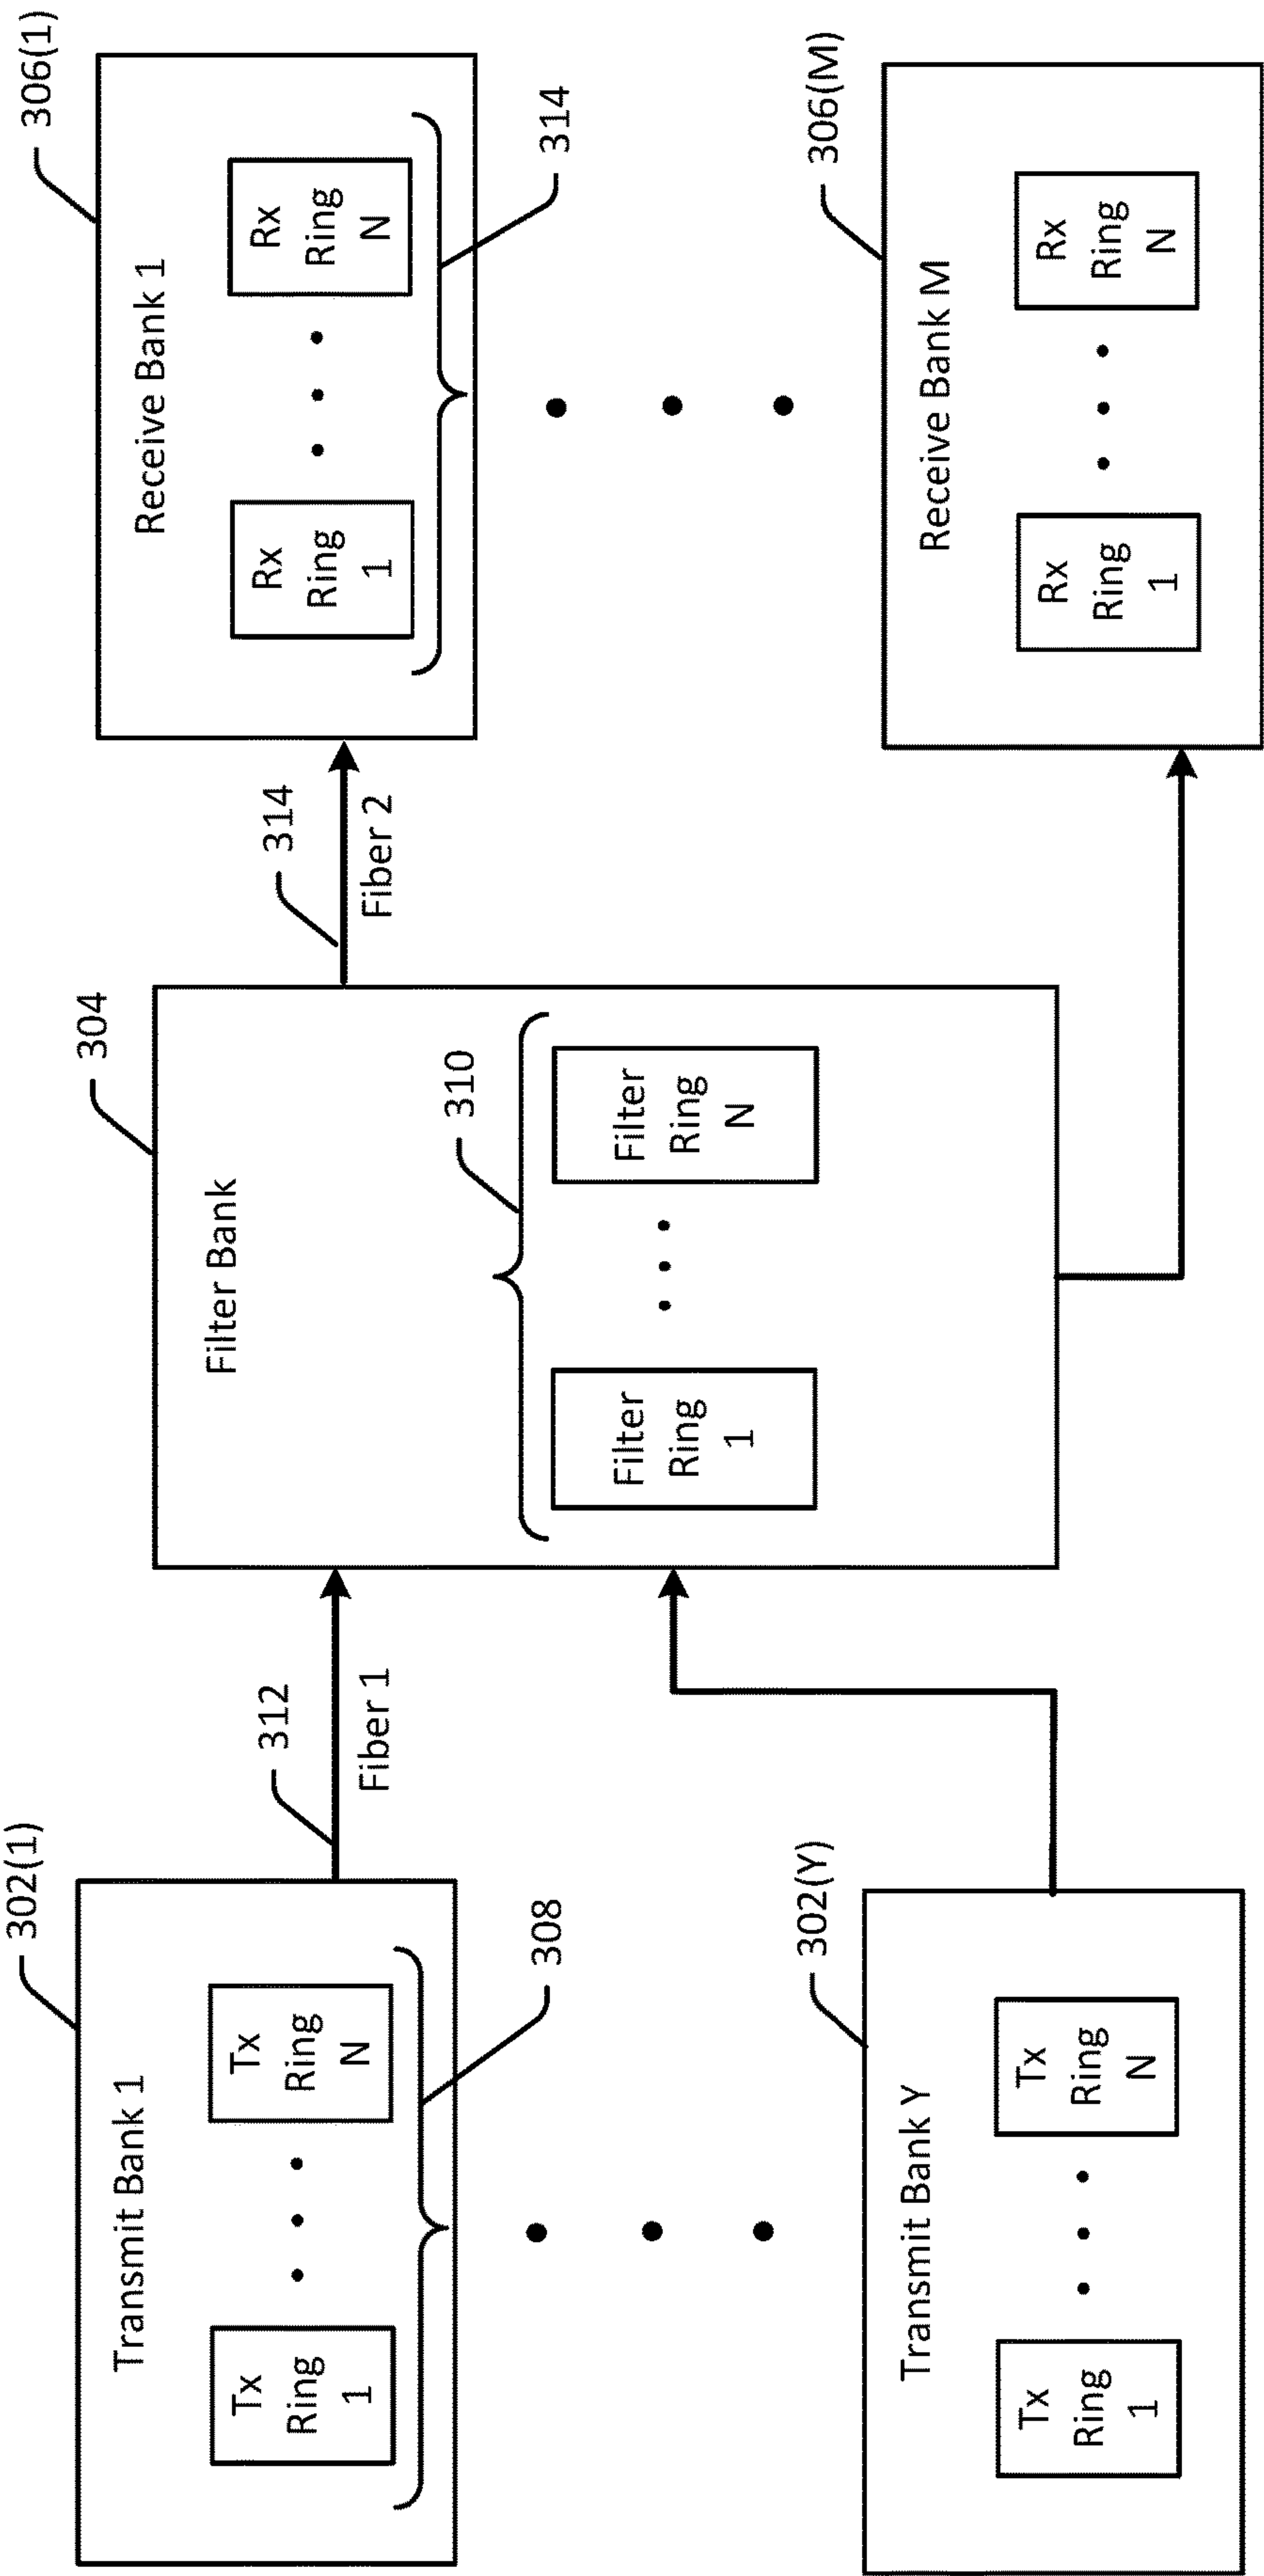 302(1)
Transmit Bank 1
Tx
Ring
1
Tx
Ring
N
308
312
Fiber 1
302(Y)
Transmit Bank Y
Tx
Ring
1
Tx
Ring
N
304
Filter Bank
310
Filter
Ring
1
Filter
Ring
N
314
Fiber 2
306(1)
Receive Bank 1
Rx
Ring
1
Rx
Ring
N
314
306(M)
Receive Bank M
Rx
Ring
1
Rx
Ring
N